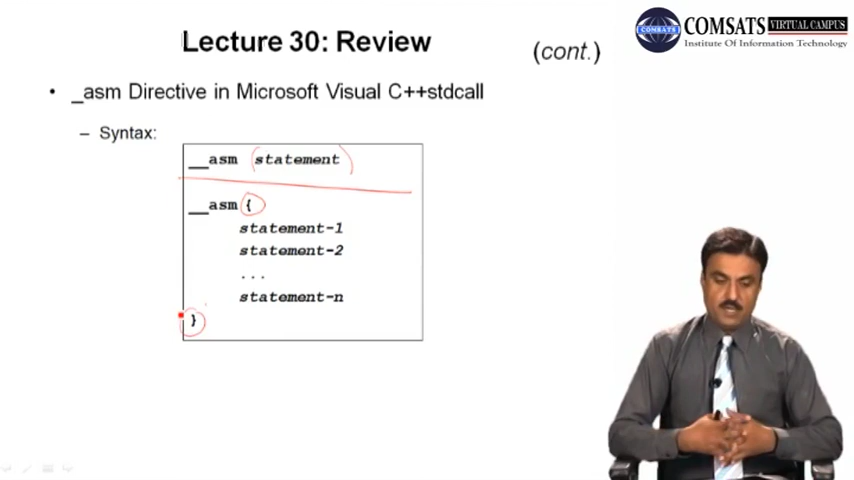 Lecture 30: Review
(cont.)
COMSATS
COMSATS VIRTUAL CAMPUS
Institute Of Information Technology
• _asm Directive in Microsoft Visual C++stdcall
– Syntax:
__asm statement
__asm {
statement-1
statement-2
...
statement-n
}